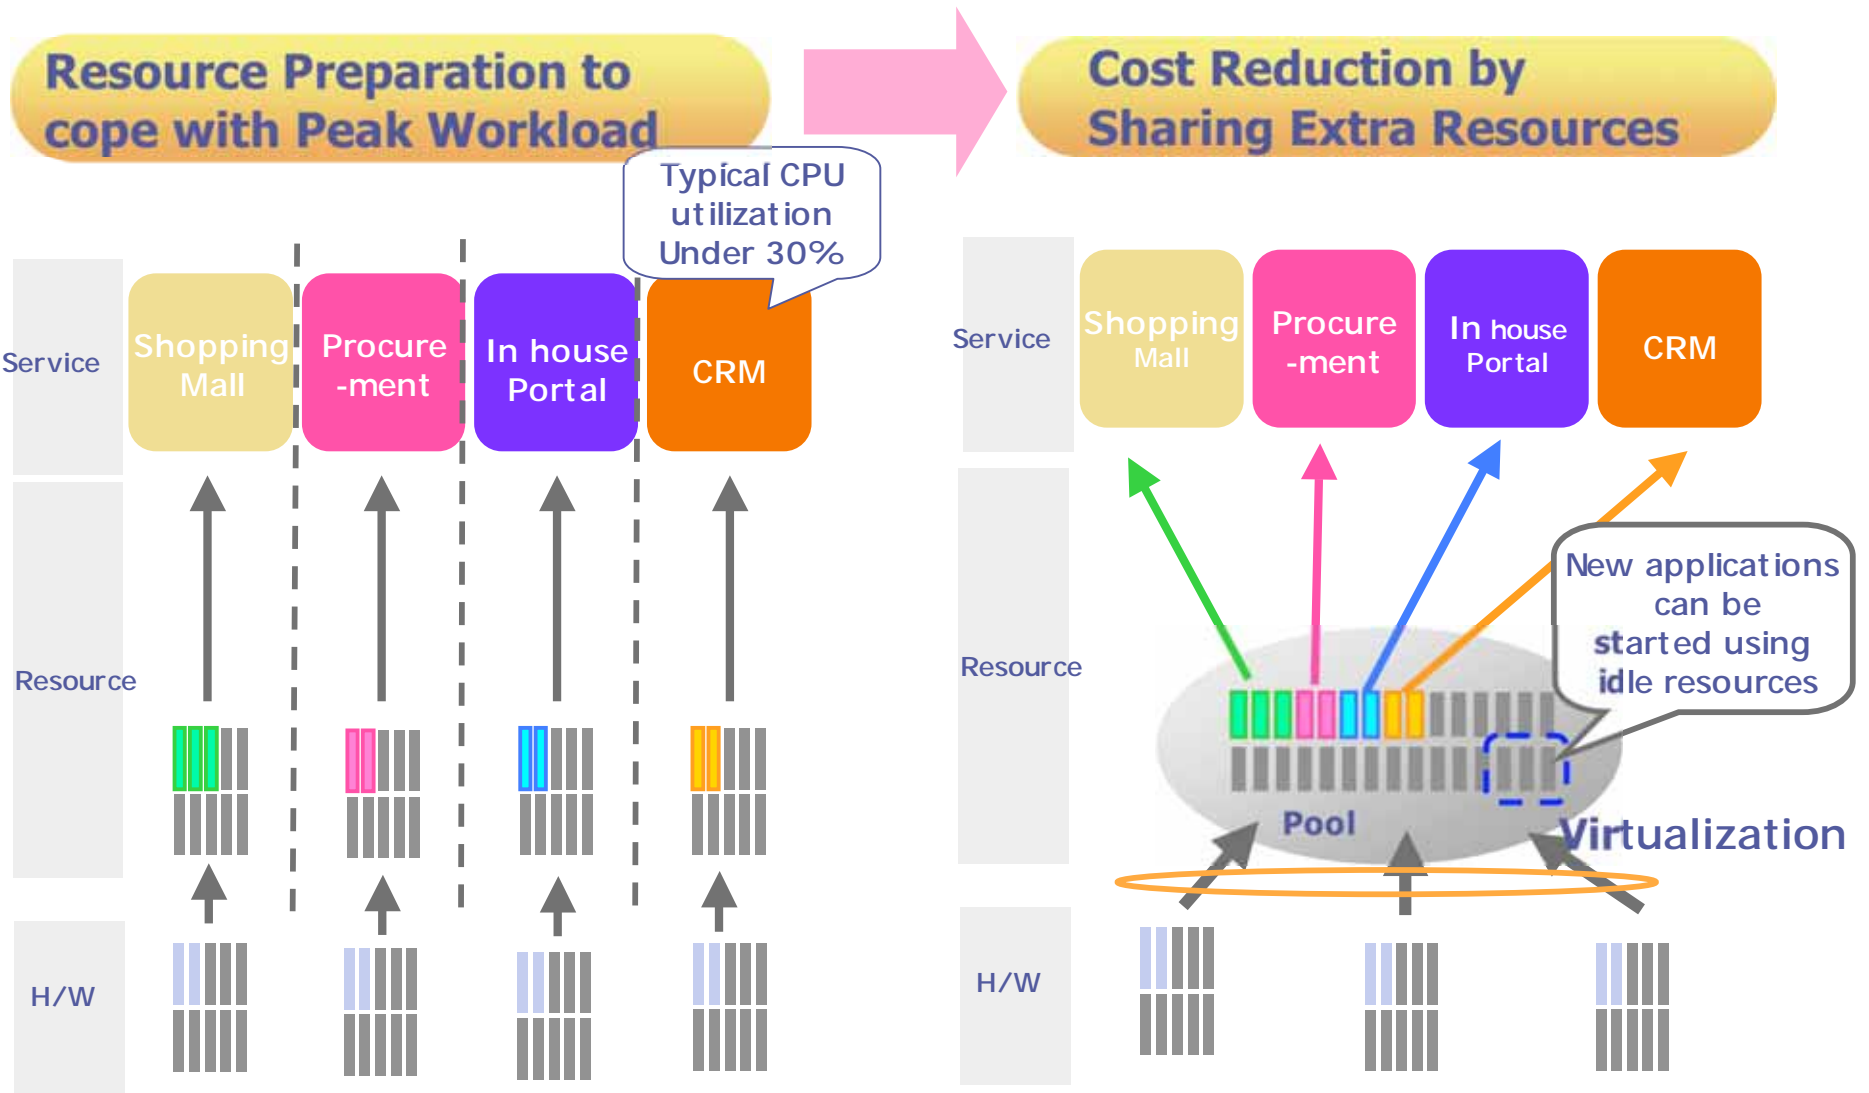 Resource Preparation to
cope with Peak Workload
Cost Reduction by
Sharing Extra Resources
Typical CPU
utilization
Under 30%
Service
Shopping
Mall
Procure
-ment
In house
Portal
CRM
Resource
H/W
Service
Shopping
Mall
Procure
-ment
In house
Portal
CRM
New applications
can be
started using
idle resources
Resource
Pool
Virtualization
H/W